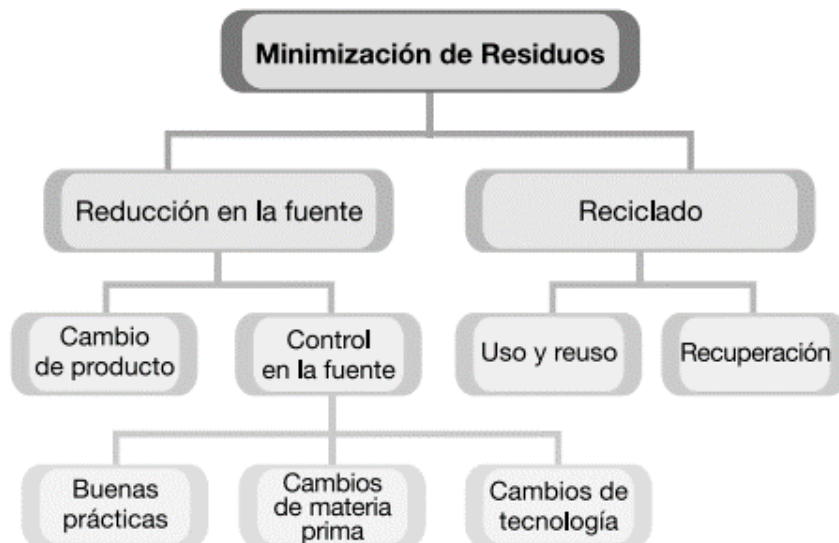 Minimización de Residuos
Reducción en la fuente
Reciclado
Cambio
de producto
Control
en la fuente
Uso y reuso
Recuperación
Buenas
prácticas
Cambios
de materia
prima
Cambios de
tecnología